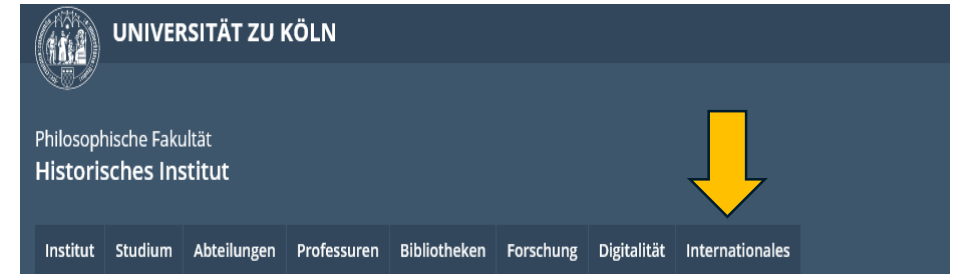 UNIVERSITÄT ZU KÖLN
Philosophische Fakultät
Historisches Institut
Institut Studium Abteilungen Professuren Bibliotheken Forschung Digitalität Internationales